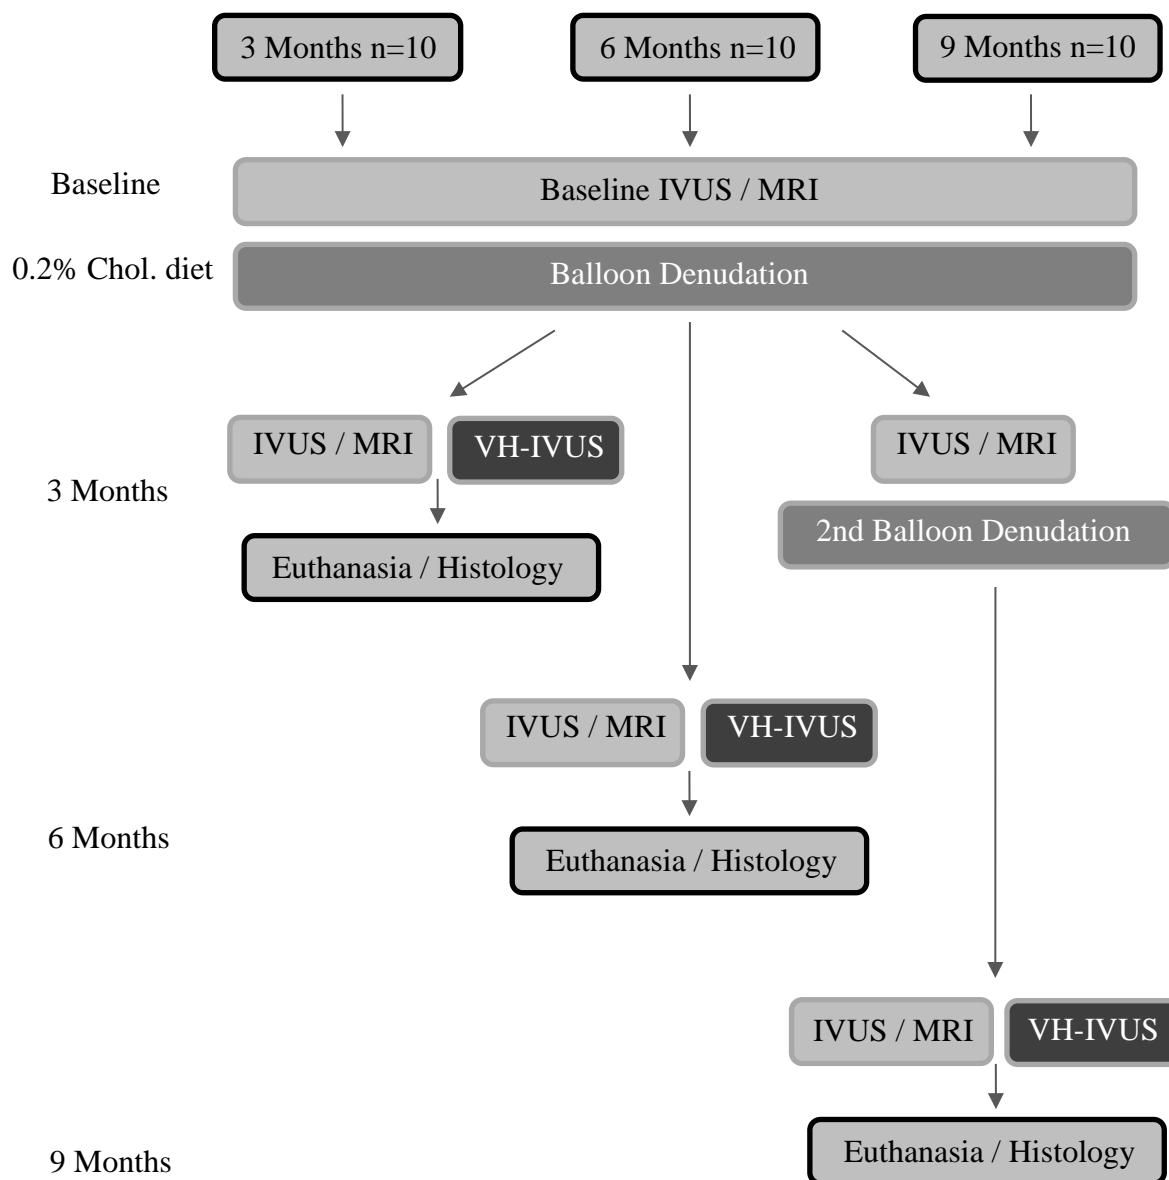 3 Months n=10
6 Months n=10
9 Months n=10
Baseline
Baseline IVUS / MRI
0.2% Chol. diet
Balloon Denudation
IVUS / MRI
VH-IVUS
IVUS / MRI
3 Months
2nd Balloon Denudation
Euthanasia / Histology
IVUS / MRI
VH-IVUS
6 Months
Euthanasia / Histology
IVUS / MRI
VH-IVUS
9 Months
Euthanasia / Histology